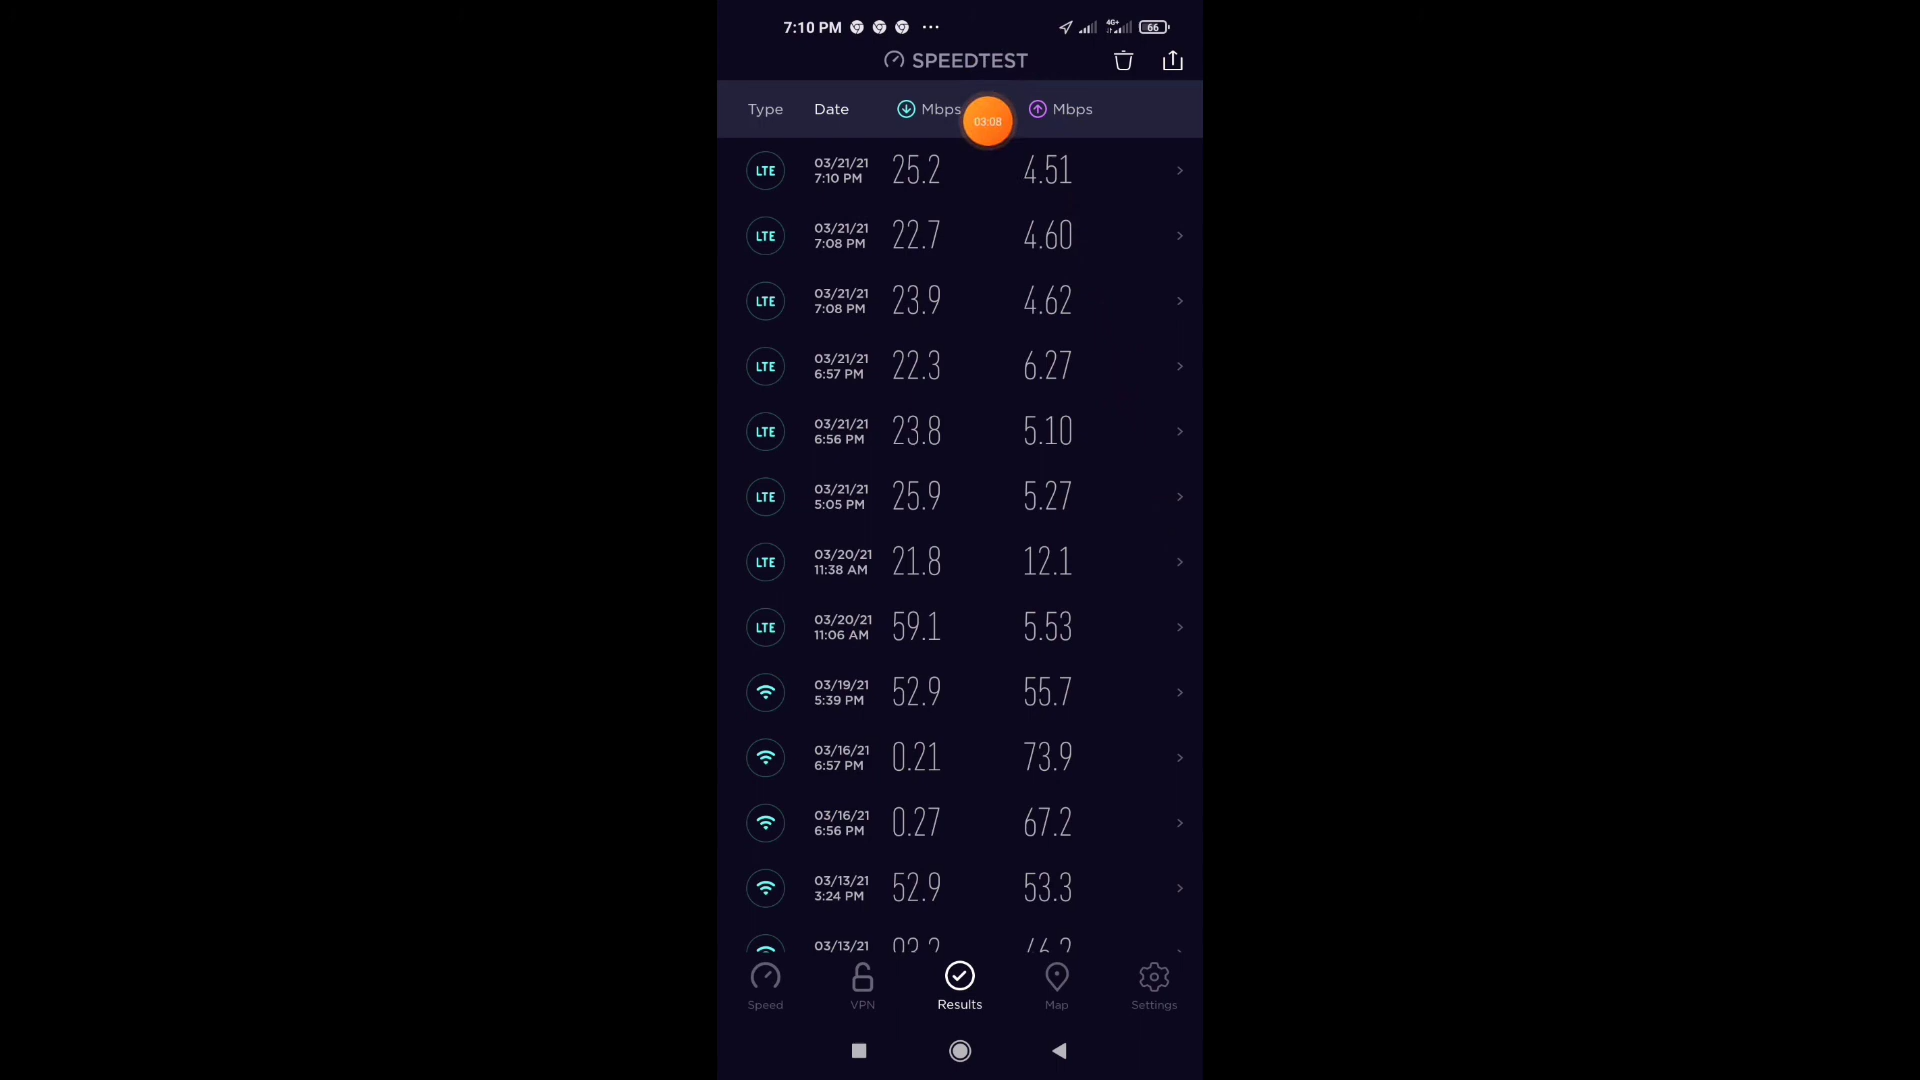 7:10 PM ... 4G+ 66
SPEEDTEST
Type Date Mbps 03:08 Mbps
LTE 03/21/21 7:10 PM 25.2 4.51 >
LTE 03/21/21 7:08 PM 22.7 4.60 >
LTE 03/21/21 7:08 PM 23.9 4.62 >
LTE 03/21/21 6:57 PM 22.3 6.27 >
LTE 03/21/21 6:56 PM 23.8 5.10 >
LTE 03/21/21 5:05 PM 25.9 5.27 >
LTE 03/20/21 11:38 AM 21.8 12.1 >
LTE 03/20/21 11:06 AM 59.1 5.53 >
03/19/21 5:39 PM 52.9 55.7 >
03/16/21 6:57 PM 0.21 73.9 >
03/16/21 6:56 PM 0.27 67.2 >
03/13/21 3:24 PM 52.9 53.3 >
03/13/21
Speed VPN Results Map Settings